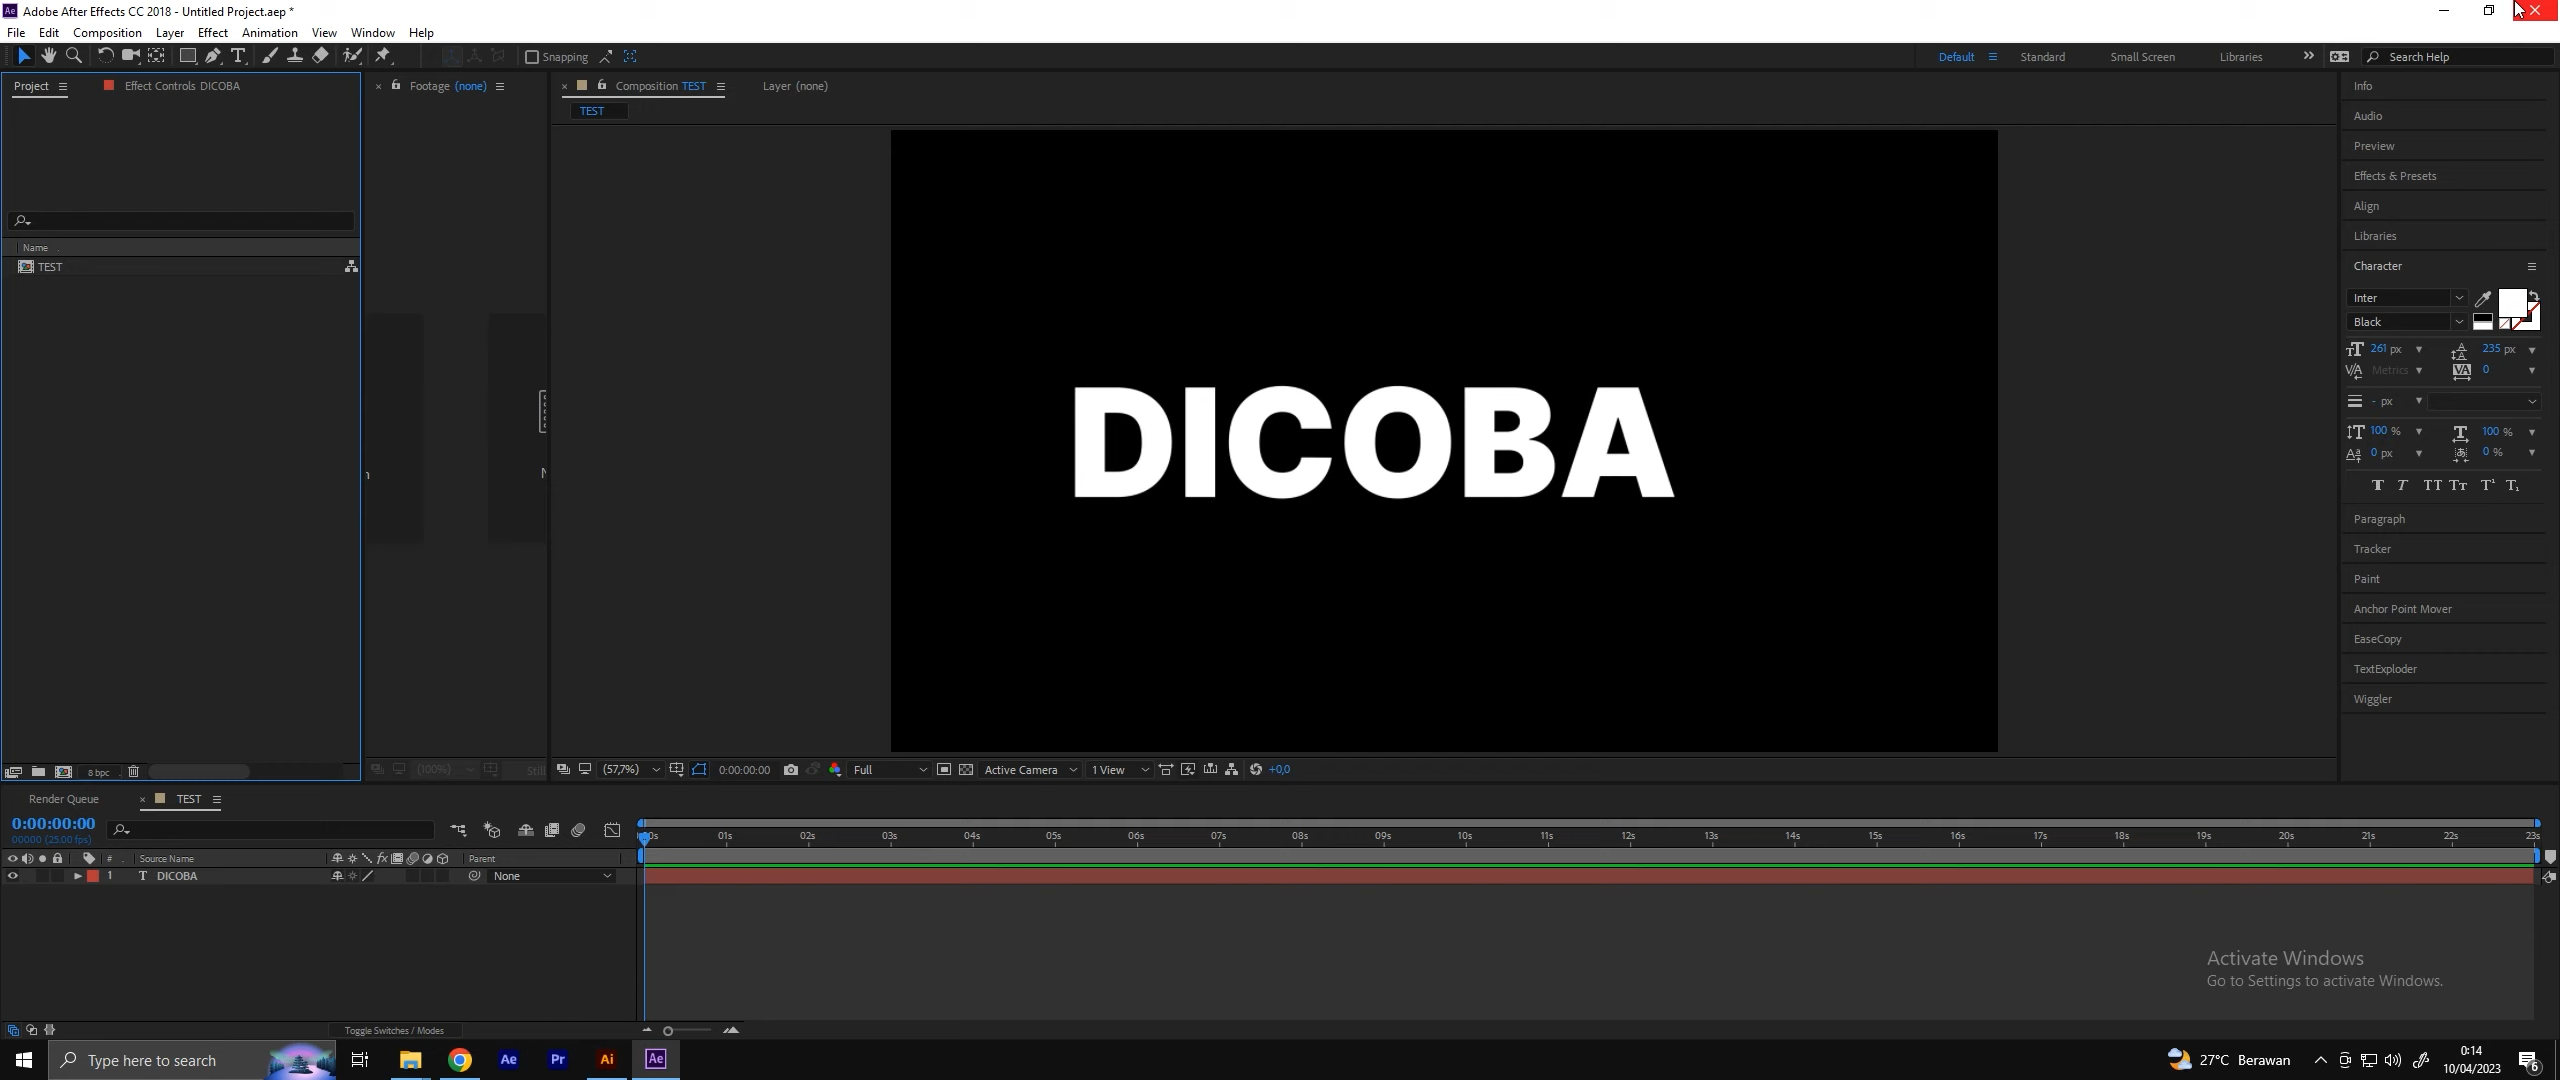 Adobe After Effects CC 2018 - Untitled Project.aep *
File Edit Composition Layer Effect Animation View Window Help
Snapping Default Standard Small Screen Libraries Search Help
Project Effect Controls DICOBA Footage (none) Composition TEST Layer (none)
TEST
Info
Audio
Preview
Effects & Presets
Align
Libraries
Character
Inter
Black
261 px 235 px
Metrics 0
- px
100 % 100 %
0 px 0 %
Paragraph
Tracker
Paint
Anchor Point Mover
EaseCopy
TextExploder
Wiggler
Name
TEST
DICOBA
8 bpc (100%) (57,7%) 0:00:00:00 Full Active Camera 1 View +0,0
Render Queue TEST
0:00:00:00
00000 (25.00 fps)
01s 02s 03s 04s 05s 06s 07s 08s 09s 10s 11s 12s 13s 14s 15s 16s 17s 18s 19s 20s 21s 22s 23s
# Source Name Parent
1 T DICOBA None
Activate Windows
Go to Settings to activate Windows.
Toggle Switches / Modes
Type here to search Ae Pr Ai Ae 27°C Berawan 0:14
10/04/2023 6